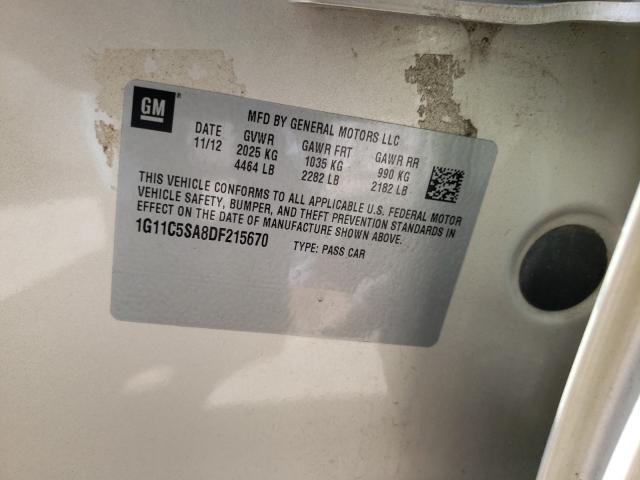 GM®
MFD BY GENERAL MOTORS LLC
DATE GVWR GAWR FRT GAWR RR
11/12 2025 KG 1035 KG 990 KG
4464 LB 2282 LB 2182 LB
THIS VEHICLE CONFORMS TO ALL APPLICABLE U.S. FEDERAL MOTOR
VEHICLE SAFETY, BUMPER, AND THEFT PREVENTION STANDARDS IN
EFFECT ON THE DATE OF MANUFACTURE SHOWN ABOVE.
1G11C5SA8DF215670 TYPE: PASS CAR